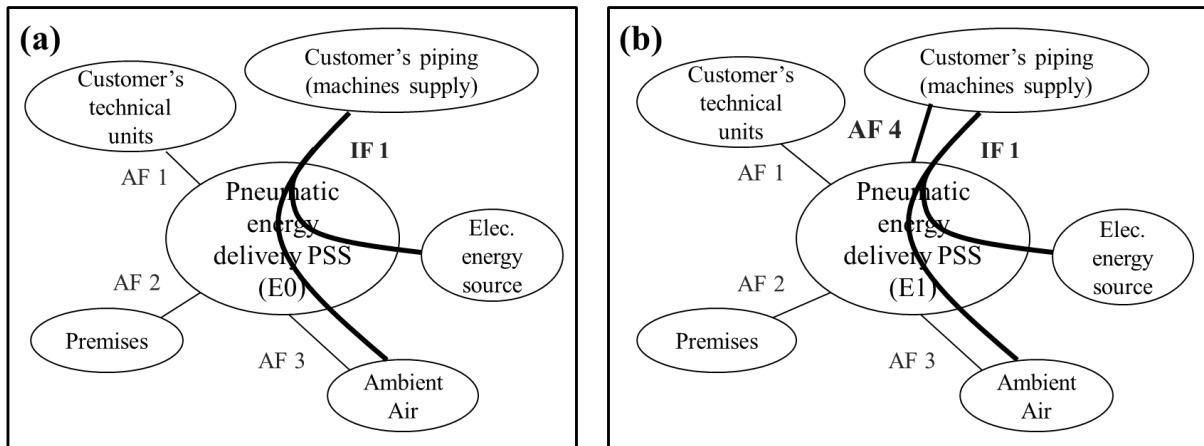 (a)
Customer's piping
(machines supply)
Customer's
technical
units
IF 1
AF 1
Pneumatic
energy
delivery PSS
(E0)
Elec.
energy
source
AF 2
Premises
AF 3
Ambient
Air
(b)
Customer's piping
(machines supply)
Customer's
technical
units
AF 4
IF 1
AF 1
Pneumatic
energy
delivery PSS
(E1)
Elec.
energy
source
AF 2
Premises
AF 3
Ambient
Air